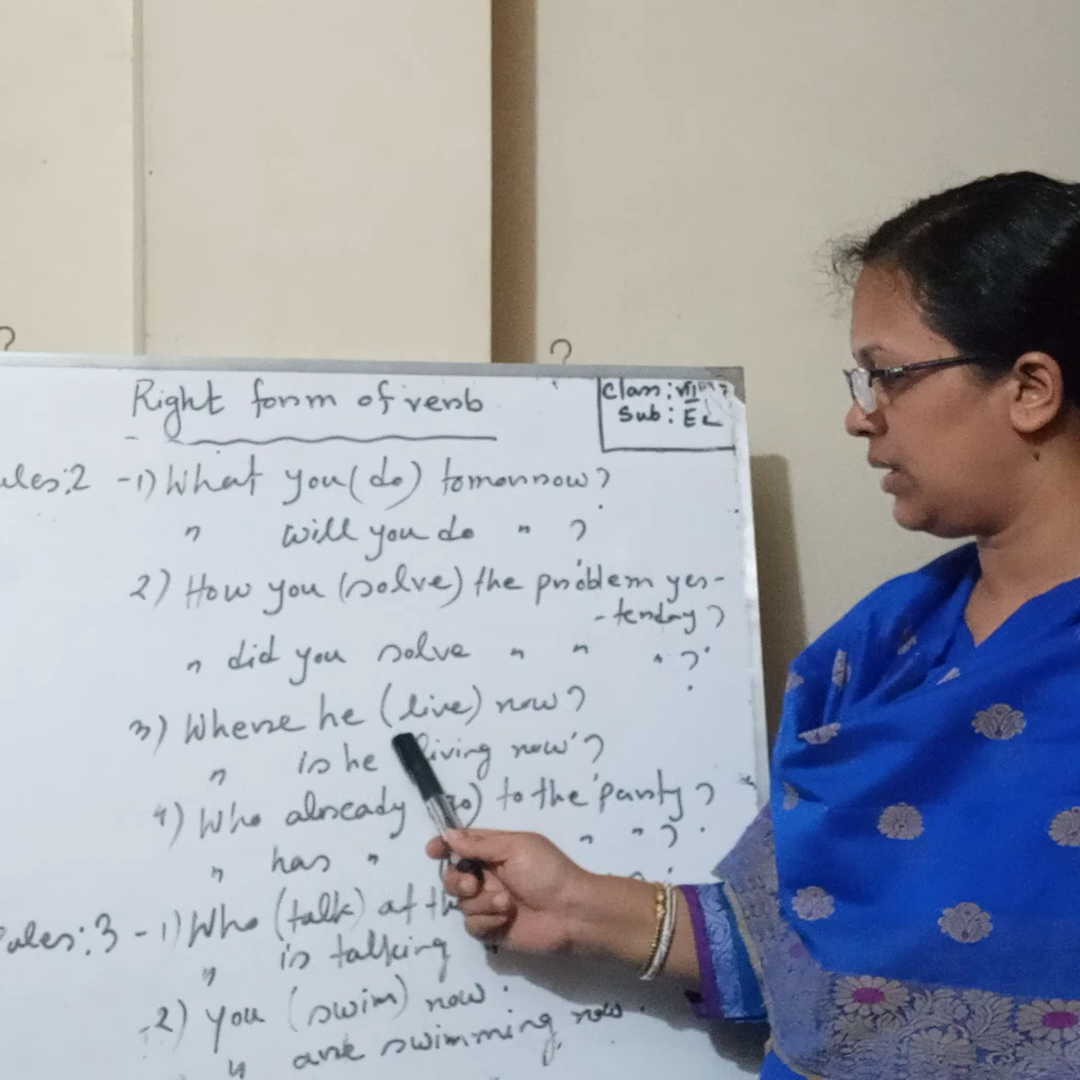 Right form of verb
Class: VIII
Sub: E
ules:2 -1) What you (do) tomorrow?
" will you do " ?
2) How you (solve) the problem yes-
-terday?
" did you solve " " " ?
3) Where he (live) now?
" is he living now?
4) Who already go) to the party?
" has " " " ?
ules:3 -1) Who (talk) at th
" is talking
2) you (swim) now.
" are swimming now.